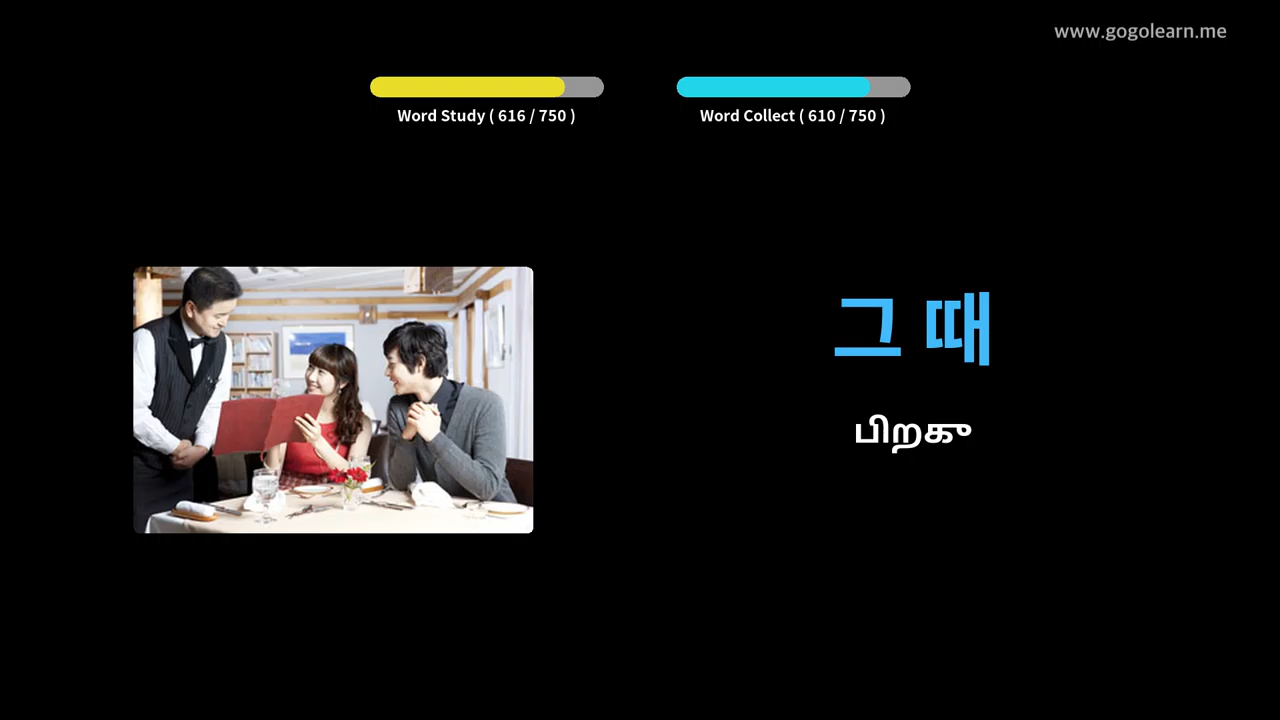 www.gogolearn.me
Word Study ( 616 / 750 )
Word Collect ( 610 / 750 )
그 때
பிறகு